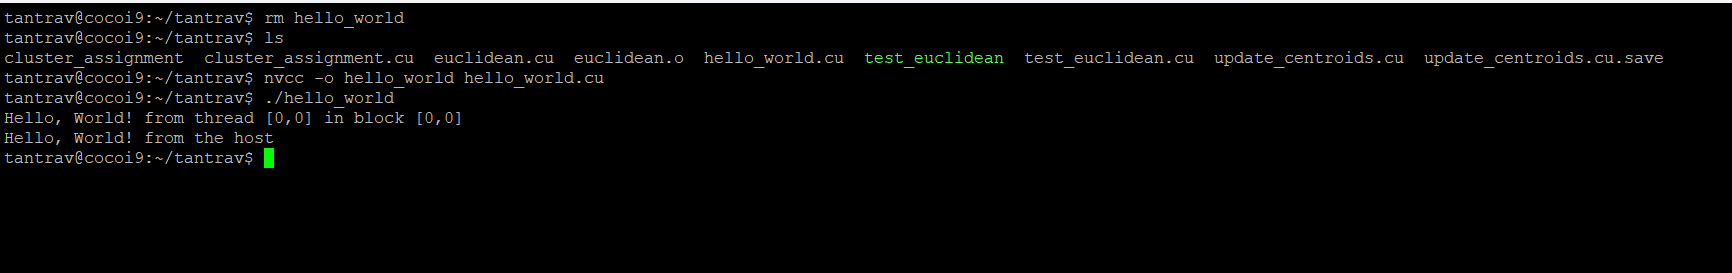 tantrav@cocoi9:~/tantrav$ rm hello_world
tantrav@cocoi9:~/tantrav$ ls
cluster_assignment  cluster_assignment.cu  euclidean.cu  euclidean.o  hello_world.cu  test_euclidean  test_euclidean.cu  update_centroids.cu  update_centroids.cu.save
tantrav@cocoi9:~/tantrav$ nvcc -o hello_world hello_world.cu
tantrav@cocoi9:~/tantrav$ ./hello_world
Hello, World! from thread [0,0] in block [0,0]
Hello, World! from the host
tantrav@cocoi9:~/tantrav$